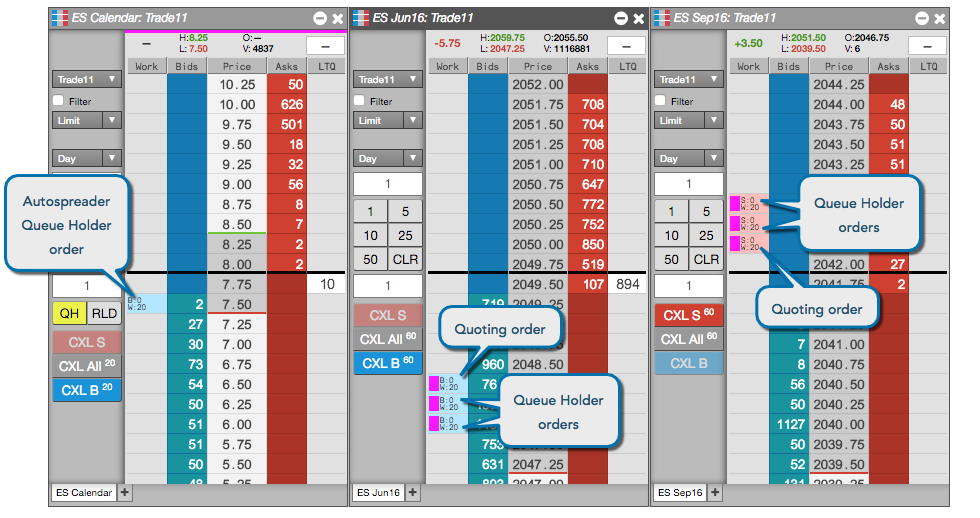 ES Calendar: Trade11
– H:8.25 O:—
L: 7.50 V: 4837
–
Work Bids Price Asks LTQ
Trade11
Filter
Limit
Day
1
QH RLD
CXL S
CXL All 20
CXL B 20
10.25 50
10.00 626
9.75 501
9.50 18
9.25 32
9.00 56
8.75 8
8.50 7
8.25 2
8.00 2
7.75 10
B:0
W:20
2 7.50
27 7.25
30 7.00
73 6.75
54 6.50
50 6.25
51 6.00
51 5.75
50 5.50
ES Calendar +
Autospreader
Queue Holder
order
ES Jun16: Trade11
-5.75 H:2059.75 O:2055.50
L: 2047.25 V: 1116881
–
Work Bids Price Asks LTQ
Trade11
Filter
Limit
Day
1
1 5
10 25
50 CLR
1
CXL S
CXL All 60
CXL B 60
2052.00
2051.75 708
2051.50 704
2051.25 708
2051.00 710
2050.75 647
2050.50 772
2050.25 752
2050.00 850
2049.75 519
2049.50 107 894
Quoting order
960 2048.50
B:0
W:20
B:0
W:20
B:0
W:20
Queue Holder
orders
631 2047.25
ES Jun16 +
ES Sep16: Trade11
+3.50 H:2051.50 O:2046.75
L: 2039.50 V: 6
–
Work Bids Price Asks LTQ
Trade11
Filter
Limit
Day
1
1 5
10 25
50 CLR
1
CXL S 60
CXL All 60
CXL B
2044.25
2044.00 48
2043.75 50
2043.50 51
2043.25 51
S:0
W:20
S:0
W:20
S:0
W:20
Queue Holder
orders
2042.00 27
2
Quoting order
7 2041.00
8 2040.75
56 2040.50
50 2040.25
1127 2040.00
50 2039.75
52 2039.50
ES Sep16 +